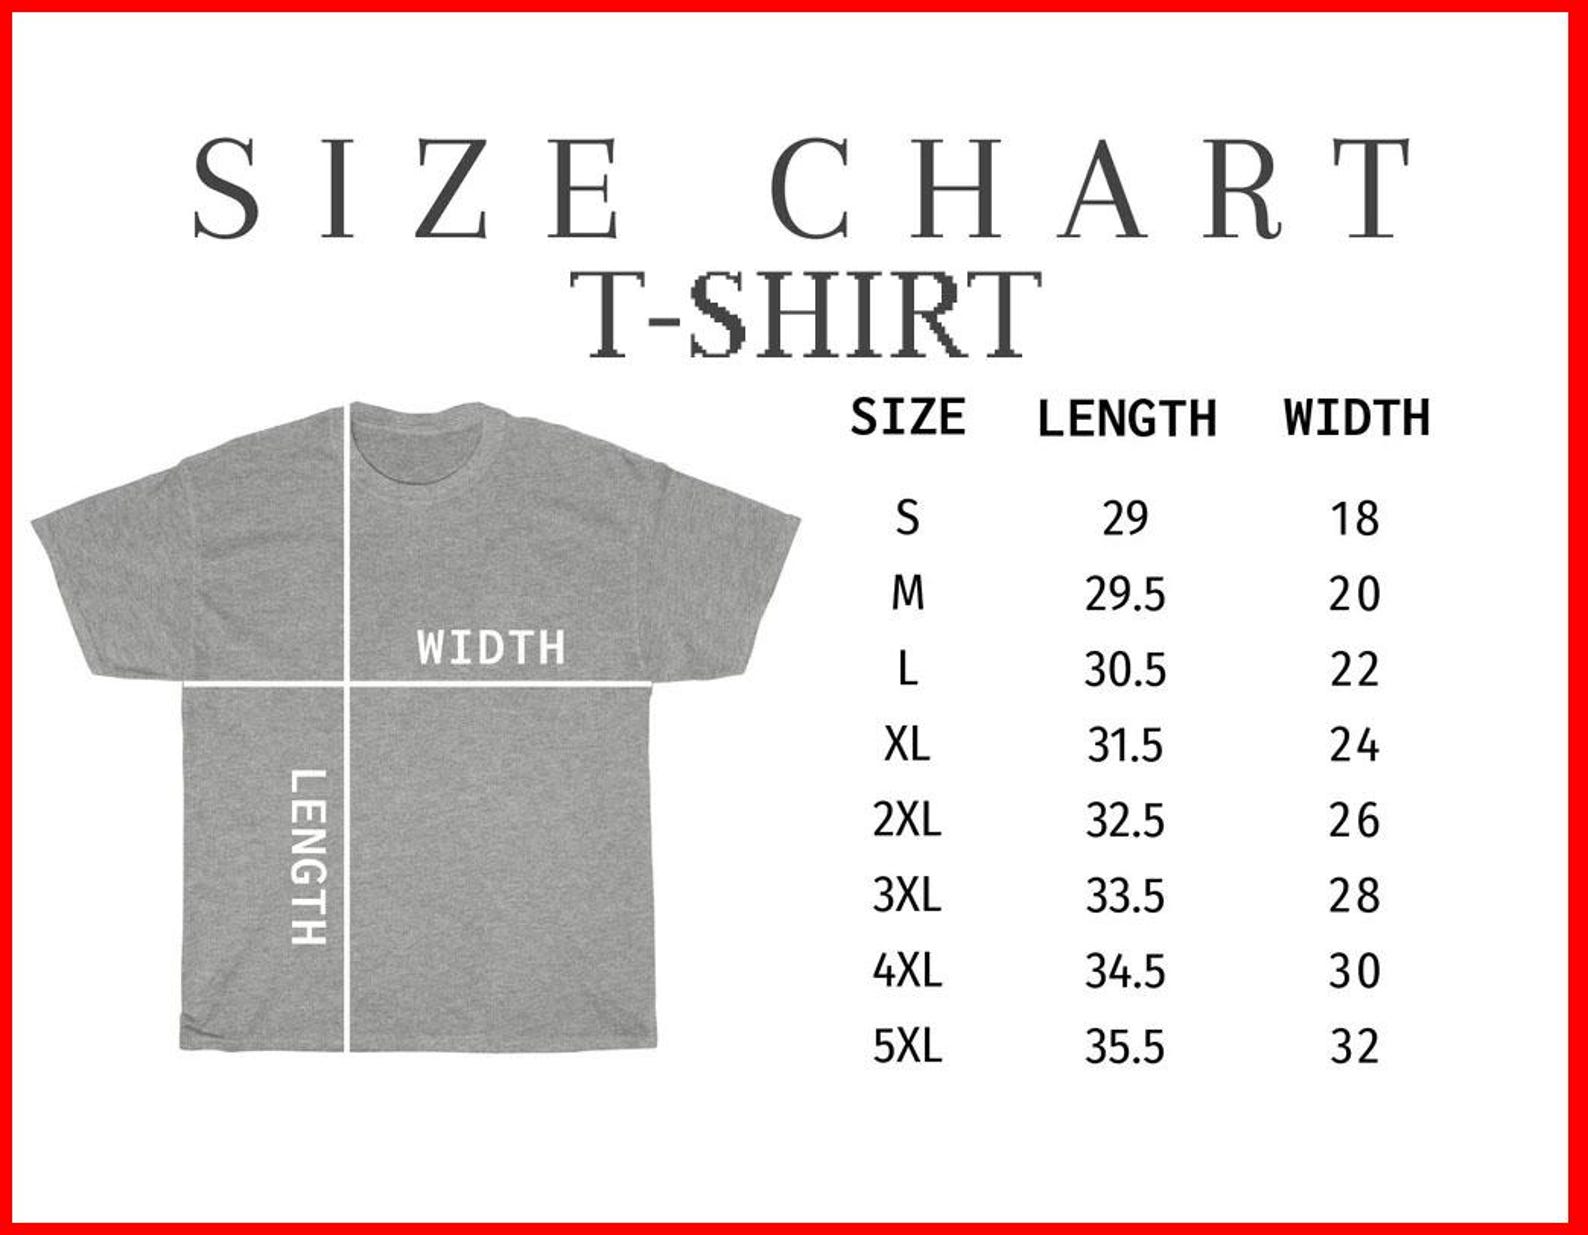 SIZE CHART
T-SHIRT
SIZE LENGTH WIDTH
S 29 18
M 29.5 20
L 30.5 22
XL 31.5 24
2XL 32.5 26
3XL 33.5 28
4XL 34.5 30
5XL 35.5 32
WIDTH
LENGTH